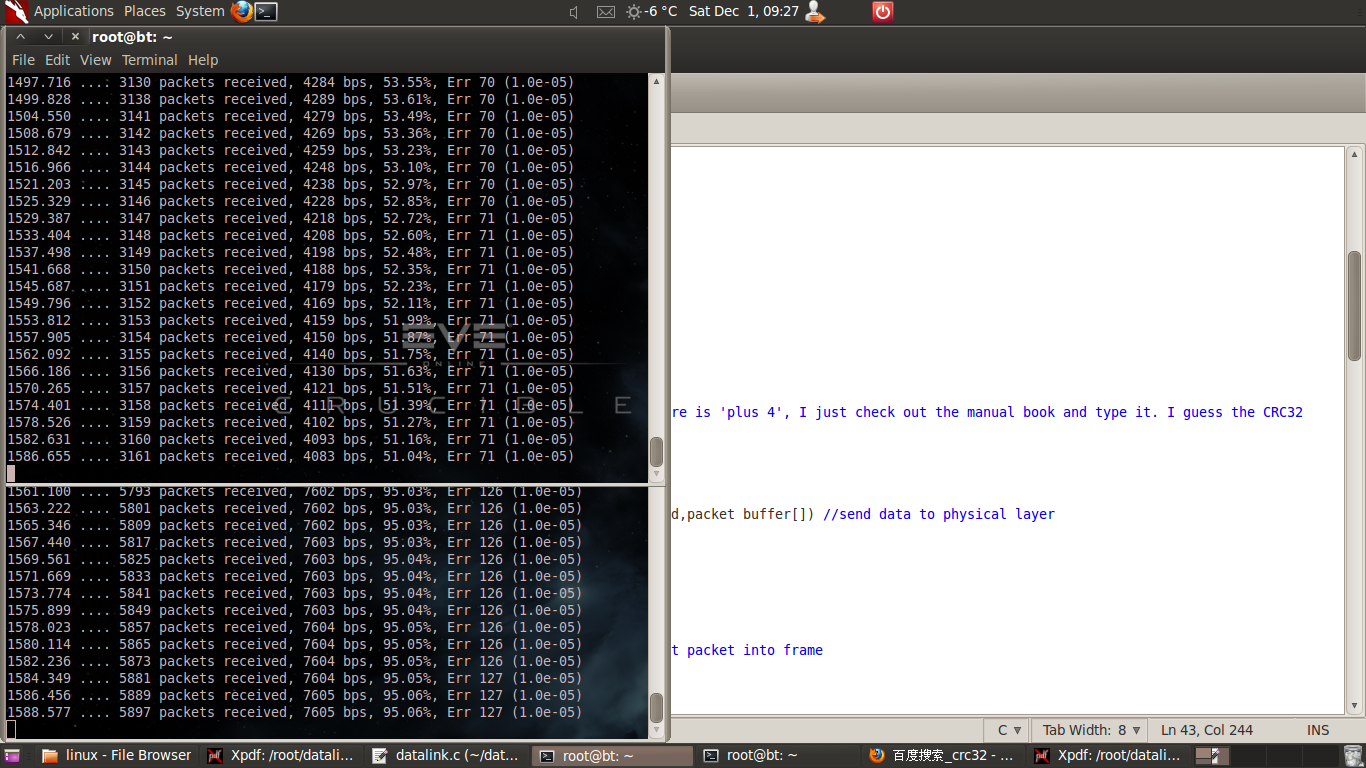 Applications Places System
-6 °C Sat Dec 1, 09:27
root@bt: ~
File Edit View Terminal Help
1497.716 ...: 3130 packets received, 4284 bps, 53.55%, Err 70 (1.0e-05)
1499.828 .... 3138 packets received, 4289 bps, 53.61%, Err 70 (1.0e-05)
1504.550 .... 3141 packets received, 4279 bps, 53.49%, Err 70 (1.0e-05)
1508.679 .... 3142 packets received, 4269 bps, 53.36%, Err 70 (1.0e-05)
1512.842 .... 3143 packets received, 4259 bps, 53.23%, Err 70 (1.0e-05)
1516.966 .... 3144 packets received, 4248 bps, 53.10%, Err 70 (1.0e-05)
1521.203 .... 3145 packets received, 4238 bps, 52.97%, Err 70 (1.0e-05)
1525.329 .... 3146 packets received, 4228 bps, 52.85%, Err 70 (1.0e-05)
1529.387 .... 3147 packets received, 4218 bps, 52.72%, Err 71 (1.0e-05)
1533.404 .... 3148 packets received, 4208 bps, 52.60%, Err 71 (1.0e-05)
1537.498 .... 3149 packets received, 4198 bps, 52.48%, Err 71 (1.0e-05)
1541.668 .... 3150 packets received, 4188 bps, 52.35%, Err 71 (1.0e-05)
1545.687 .... 3151 packets received, 4179 bps, 52.23%, Err 71 (1.0e-05)
1549.796 .... 3152 packets received, 4169 bps, 52.11%, Err 71 (1.0e-05)
1553.812 .... 3153 packets received, 4159 bps, 51.99%, Err 71 (1.0e-05)
1557.905 .... 3154 packets received, 4150 bps, 51.87%, Err 71 (1.0e-05)
1562.092 .... 3155 packets received, 4140 bps, 51.75%, Err 71 (1.0e-05)
1566.186 .... 3156 packets received, 4130 bps, 51.63%, Err 71 (1.0e-05)
1570.265 .... 3157 packets received, 4121 bps, 51.51%, Err 71 (1.0e-05)
1574.401 .... 3158 packets received, 4111 bps, 51.39%, Err 71 (1.0e-05)
1578.526 .... 3159 packets received, 4102 bps, 51.27%, Err 71 (1.0e-05)
1582.631 .... 3160 packets received, 4093 bps, 51.16%, Err 71 (1.0e-05)
1586.655 .... 3161 packets received, 4083 bps, 51.04%, Err 71 (1.0e-05)
EVE
ONLINE
CRUCIBLE
1561.100 .... 5793 packets received, 7602 bps, 95.03%, Err 126 (1.0e-05)
1563.222 .... 5801 packets received, 7602 bps, 95.03%, Err 126 (1.0e-05)
1565.346 .... 5809 packets received, 7602 bps, 95.03%, Err 126 (1.0e-05)
1567.440 .... 5817 packets received, 7603 bps, 95.03%, Err 126 (1.0e-05)
1569.561 .... 5825 packets received, 7603 bps, 95.04%, Err 126 (1.0e-05)
1571.669 .... 5833 packets received, 7603 bps, 95.04%, Err 126 (1.0e-05)
1573.774 .... 5841 packets received, 7603 bps, 95.04%, Err 126 (1.0e-05)
1575.899 .... 5849 packets received, 7603 bps, 95.04%, Err 126 (1.0e-05)
1578.023 .... 5857 packets received, 7604 bps, 95.05%, Err 126 (1.0e-05)
1580.114 .... 5865 packets received, 7604 bps, 95.05%, Err 126 (1.0e-05)
1582.236 .... 5873 packets received, 7604 bps, 95.05%, Err 126 (1.0e-05)
1584.349 .... 5881 packets received, 7604 bps, 95.05%, Err 127 (1.0e-05)
1586.456 .... 5889 packets received, 7605 bps, 95.06%, Err 127 (1.0e-05)
1588.577 .... 5897 packets received, 7605 bps, 95.06%, Err 127 (1.0e-05)
re is 'plus 4', I just check out the manual book and type it. I guess the CRC32
d,packet buffer[]) //send data to physical layer
t packet into frame
C Tab Width: 8 Ln 43, Col 244 INS
linux - File Browser Xpdf: /root/datali... datalink.c (~/dat... root@bt: ~ root@bt: ~ 百度搜索_crc32 - ... Xpdf: /root/datali...